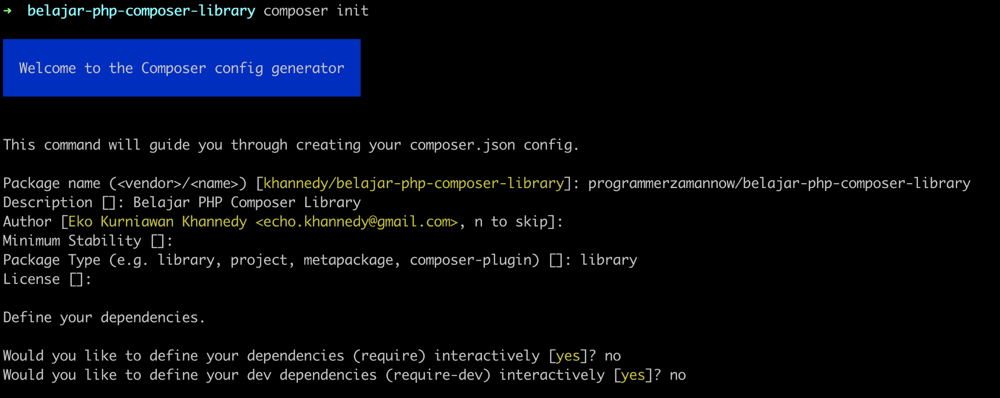 ➜  belajar-php-composer-library composer init
Welcome to the Composer config generator
This command will guide you through creating your composer.json config.
Package name (<vendor>/<name>) [khannedy/belajar-php-composer-library]: programmerzamannow/belajar-php-composer-library
Description []: Belajar PHP Composer Library
Author [Eko Kurniawan Khannedy <echo.khannedy@gmail.com>, n to skip]:
Minimum Stability []:
Package Type (e.g. library, project, metapackage, composer-plugin) []: library
License []:
Define your dependencies.
Would you like to define your dependencies (require) interactively [yes]? no
Would you like to define your dev dependencies (require-dev) interactively [yes]? no